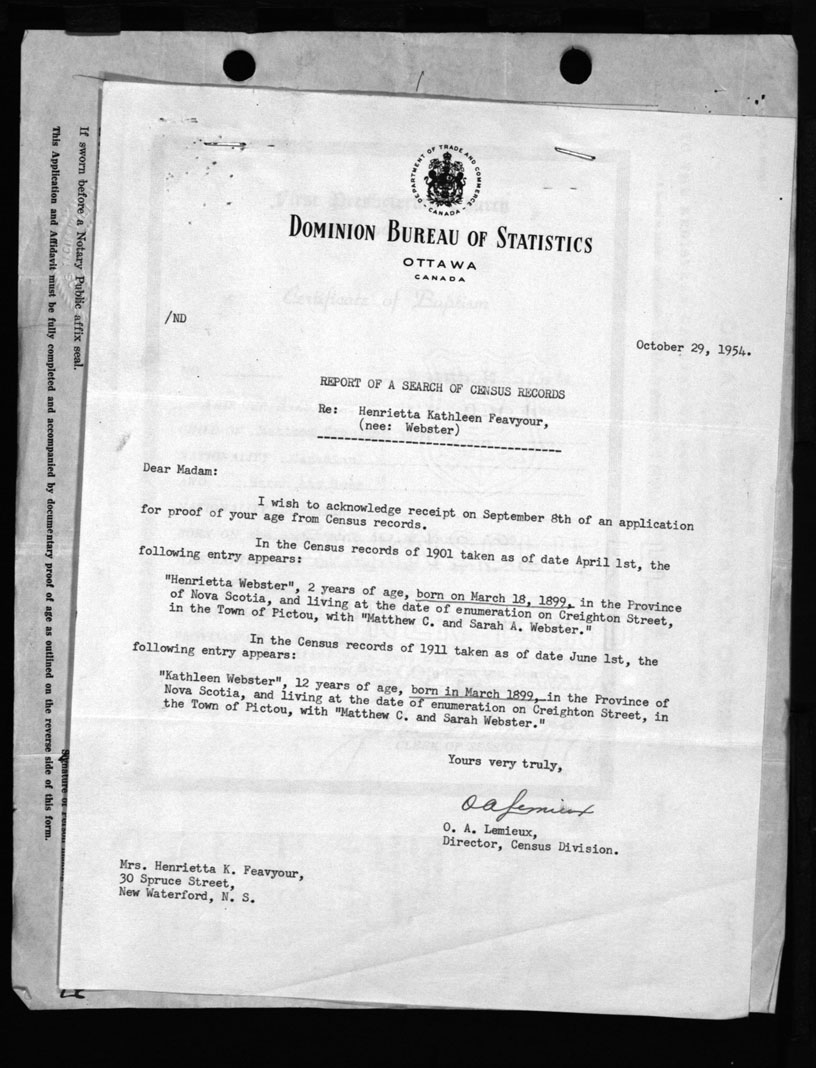 DEPARTMENT OF TRADE AND COMMERCE
CANADA
DOMINION BUREAU OF STATISTICS
OTTAWA
CANADA
/ND
October 29, 1954.
REPORT OF A SEARCH OF CENSUS RECORDS
Re: Henrietta Kathleen Feavyour,
(nee: Webster)
Dear Madam:
I wish to acknowledge receipt on September 8th of an application
for proof of your age from Census records.
In the Census records of 1901 taken as of date April 1st, the
following entry appears:
"Henrietta Webster", 2 years of age, born on March 18, 1899, in the Province
of Nova Scotia, and living at the date of enumeration on Creighton Street,
in the Town of Pictou, with "Matthew C. and Sarah A. Webster."
In the Census records of 1911 taken as of date June 1st, the
following entry appears:
"Kathleen Webster", 12 years of age, born in March 1899, in the Province of
Nova Scotia, and living at the date of enumeration on Creighton Street, in
the Town of Pictou, with "Matthew C. and Sarah Webster."
Yours very truly,
O A Lemieux
O. A. Lemieux,
Director, Census Division.
Mrs. Henrietta K. Feavyour,
30 Spruce Street,
New Waterford, N. S.
If sworn before a Notary Public affix seal.
This Application and Affidavit must be fully completed and accompanied by documentary proof of age as outlined on the reverse side of this form.
Signature of Person
First Presbyterian Church
Certificate of Baptism
CLERK OF SESSION